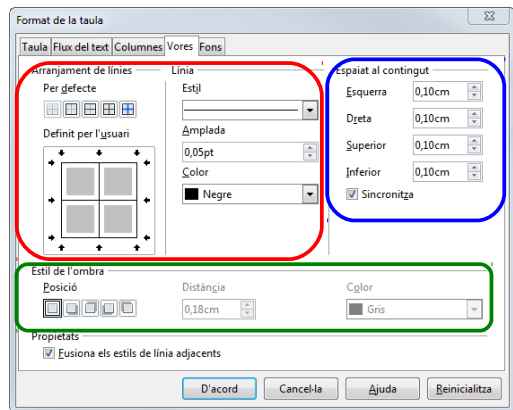 Format de la taula
Taula Flux del text Columnes Vores Fons
Arranjament de línies
Per defecte
Definit per l'usuari
Línia
Estil
Amplada
0,05pt
Color
Negre
Espaiat al contingut
Esquerra 0,10cm
Dreta 0,10cm
Superior 0,10cm
Inferior 0,10cm
Sincronitza
Estil de l'ombra
Posició
Distància
0,18cm
Color
Gris
Propietats
Fusiona els estils de línia adjacents
D'acord Cancel·la Ajuda Reinicialitza